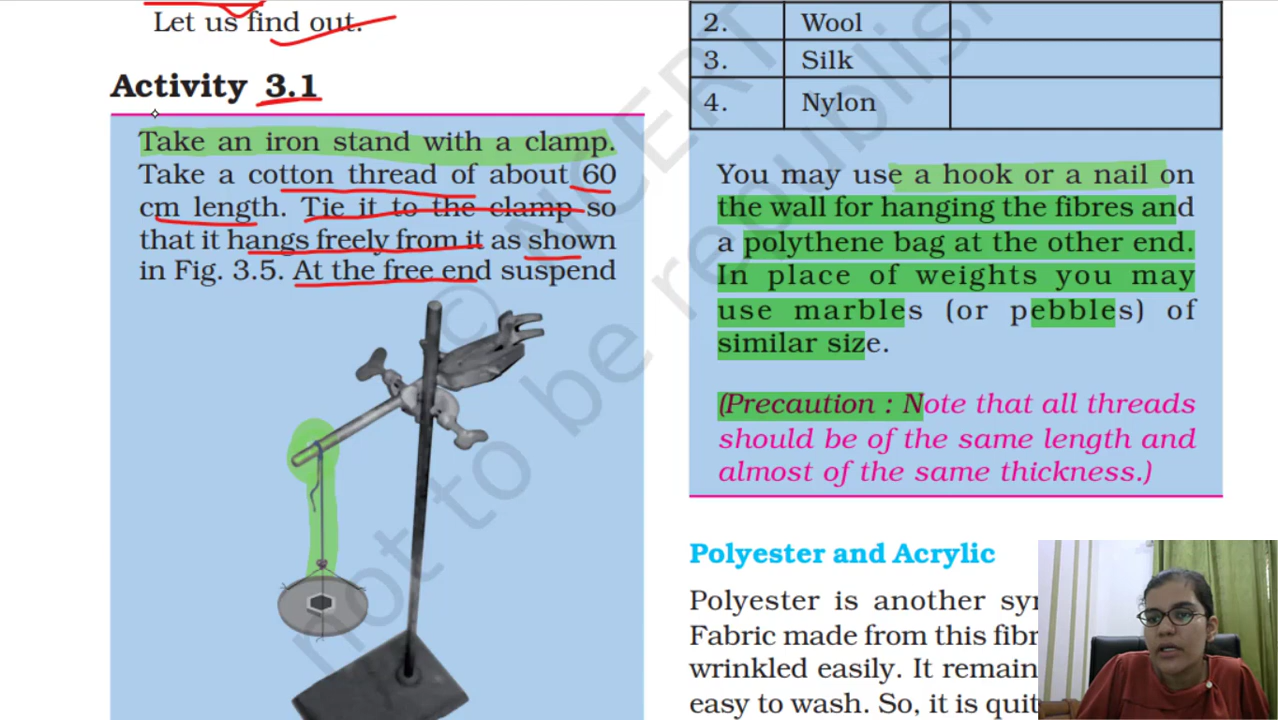 Let us find out.
Activity 3.1
Take an iron stand with a clamp.
Take a cotton thread of about 60
cm length. Tie it to the clamp so
that it hangs freely from it as shown
in Fig. 3.5. At the free end suspend
2. Wool
3. Silk
4. Nylon
You may use a hook or a nail on
the wall for hanging the fibres and
a polythene bag at the other end.
In place of weights you may
use marbles (or pebbles) of
similar size.
(Precaution : Note that all threads
should be of the same length and
almost of the same thickness.)
Polyester and Acrylic
Polyester is another
Fabric made from this
wrinkled easily. It
easy to wash. So, it is
© NCERT
not to be republish